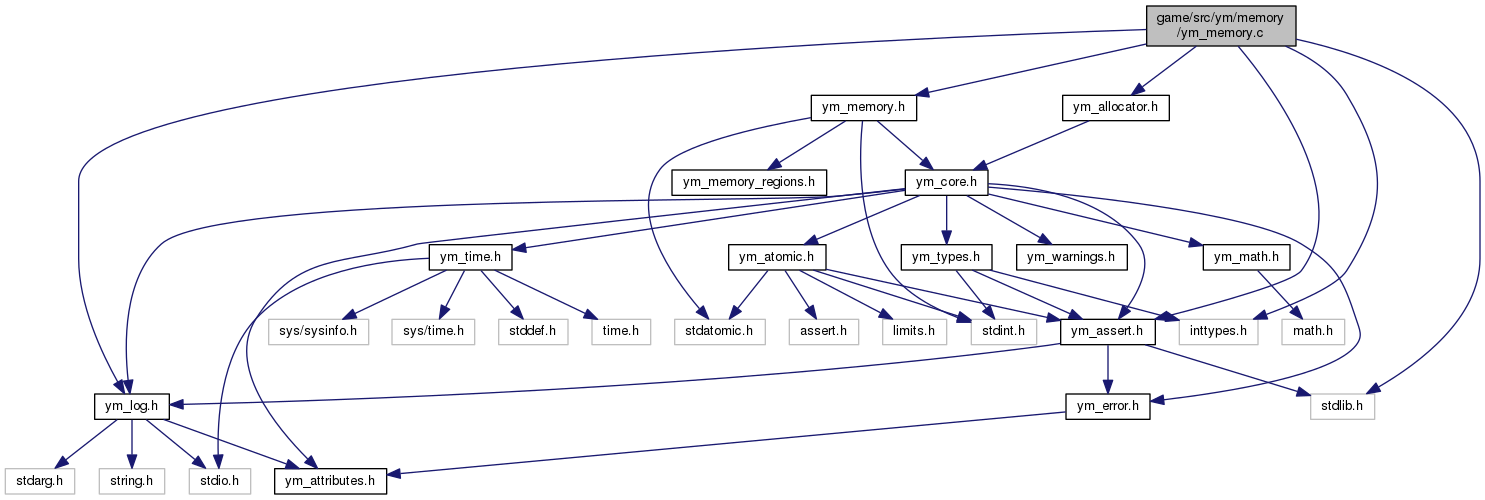 game/src/ym/memory
/ym_memory.c
ym_memory.h
ym_allocator.h
ym_memory_regions.h
ym_core.h
ym_time.h
ym_atomic.h
ym_types.h
ym_warnings.h
ym_math.h
sys/sysinfo.h
sys/time.h
stddef.h
time.h
stdatomic.h
assert.h
limits.h
stdint.h
ym_assert.h
inttypes.h
math.h
ym_log.h
ym_error.h
stdlib.h
stdarg.h
string.h
stdio.h
ym_attributes.h